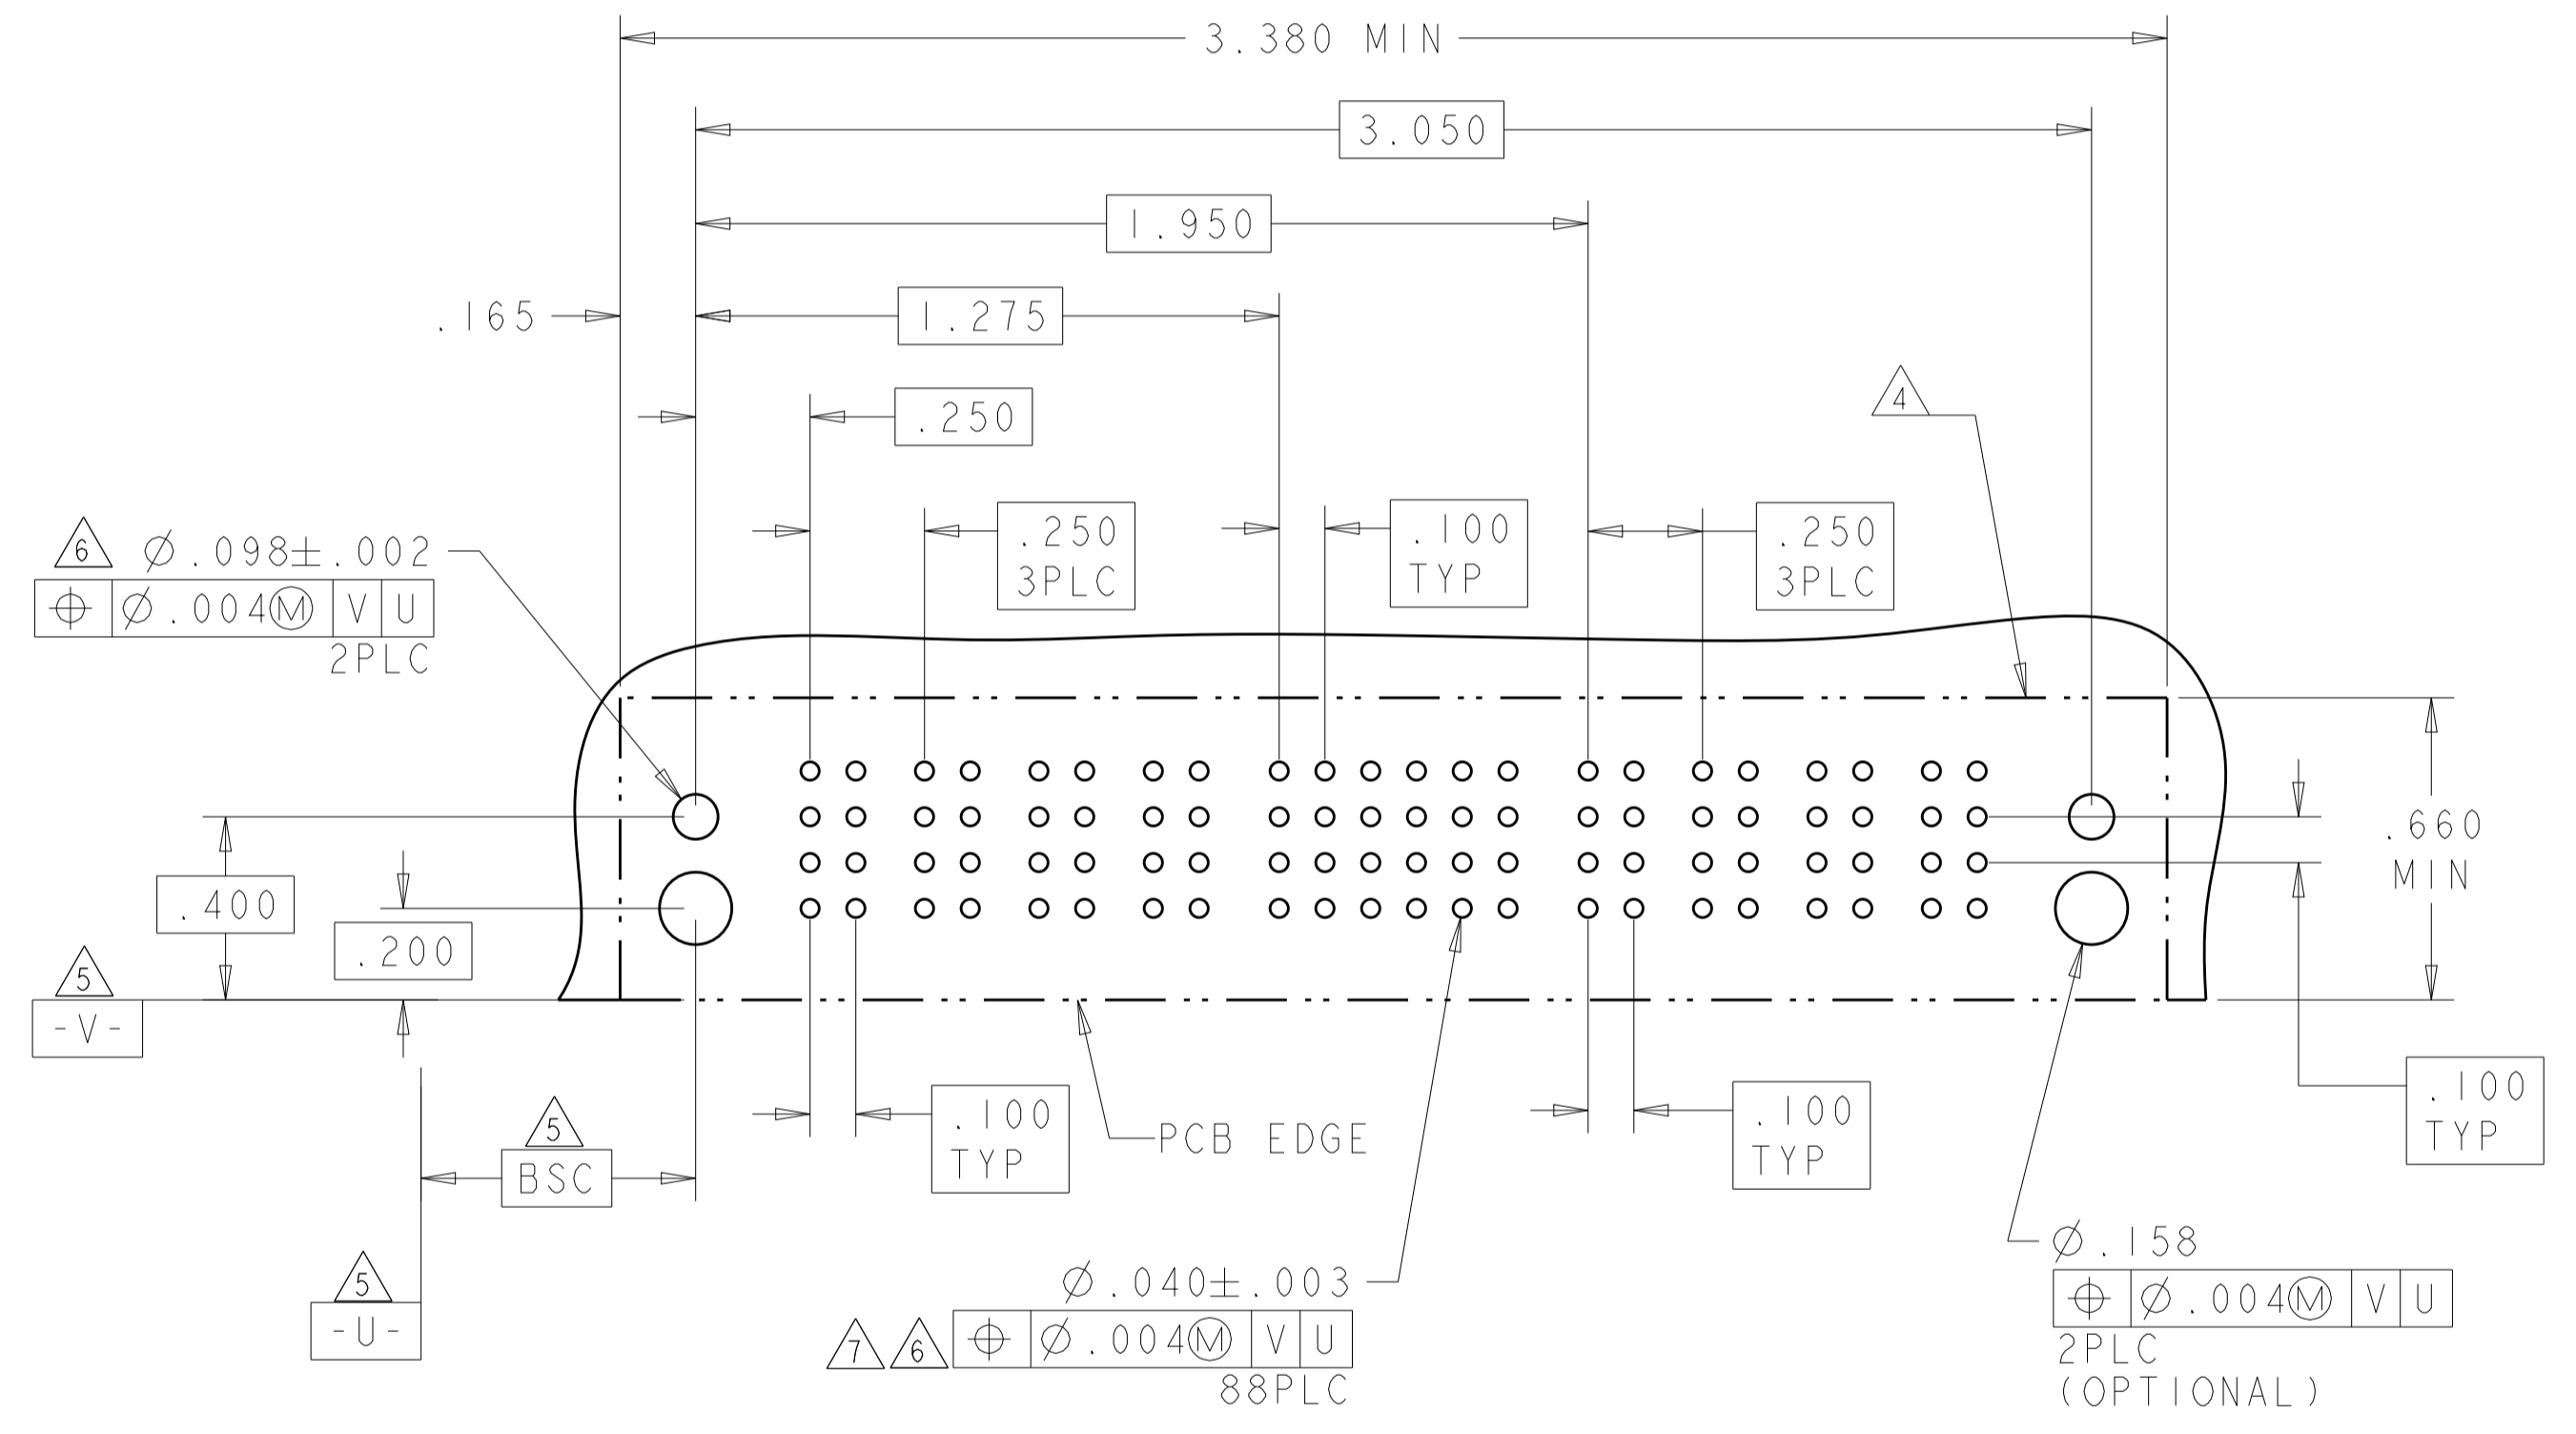 3.380 MIN
3.050
1.950
.165
1.275
.250
4
.250
3PLC
.100
TYP
.250
3PLC
6 Ø.098±.002
⌖ Ø.004Ⓜ V U
2PLC
.660
MIN
.400
.200
5
-V-
5
BSC
.100
TYP
PCB EDGE
.100
TYP
.100
TYP
5
-U-
Ø.040±.003
7 6 ⌖ Ø.004Ⓜ V U
88PLC
Ø.158
⌖ Ø.004Ⓜ V U
2PLC
(OPTIONAL)